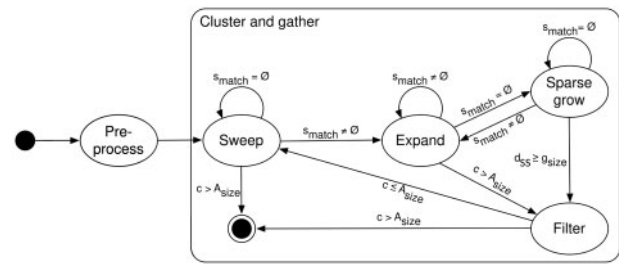 Cluster and gather
s_match = Ø
s_match ≠ Ø
s_match = Ø
Pre-
process
Sweep
s_match ≠ Ø
Expand
s_match = Ø
s_match ≠ Ø
Sparse
grow
c > A_size
c ≤ A_size
c > A_size
d_SS ≥ g_size
c > A_size
Filter